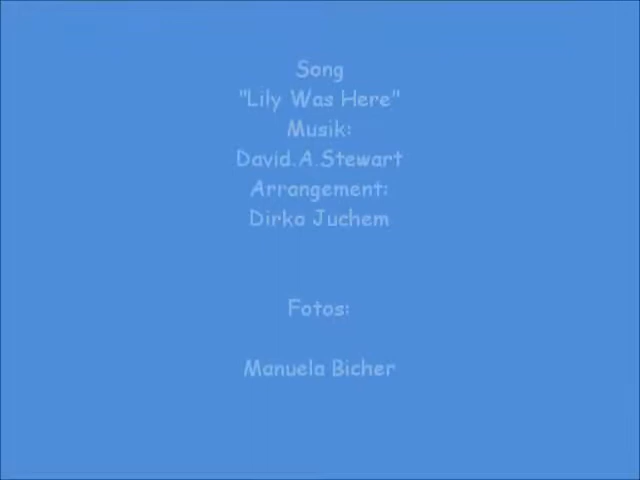 Song
"Lily Was Here"
Musik:
David.A.Stewart
Arrangement:
Dirko Juchem
Fotos:
Manuela Bicher